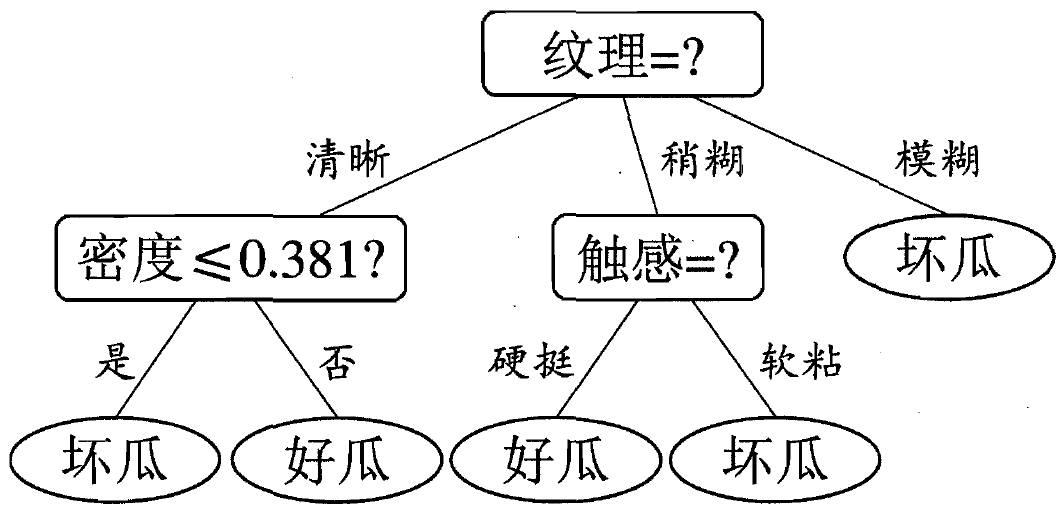 纹理=?
清晰
稍糊
模糊
密度≤0.381?
触感=?
坏瓜
是
否
硬挺
软粘
坏瓜
好瓜
好瓜
坏瓜